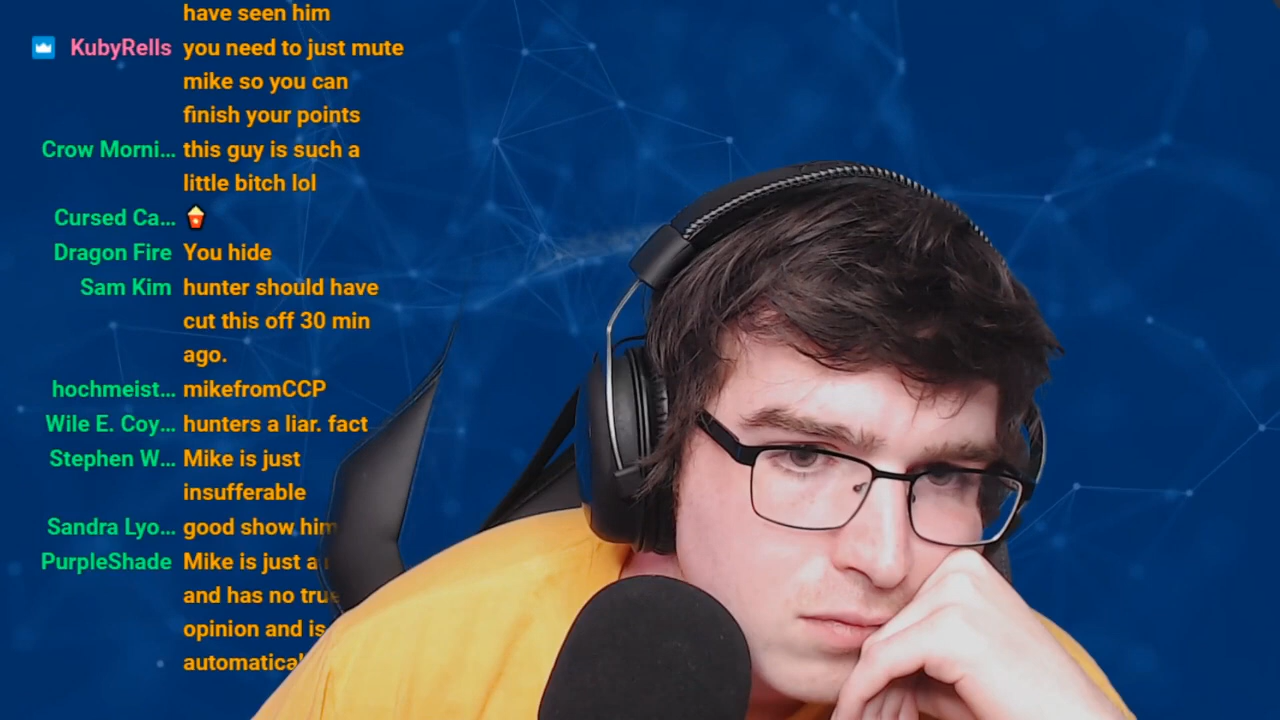 have seen him
KubyRells you need to just mute
mike so you can
finish your points
Crow Morni… this guy is such a
little bitch lol
Cursed Ca…
Dragon Fire You hide
Sam Kim hunter should have
cut this off 30 min
ago.
hochmeist… mikefromCCP
Wile E. Coy… hunters a liar. fact
Stephen W… Mike is just
insufferable
Sandra Lyo… good show him
PurpleShade Mike is just a
and has no true
opinion and is